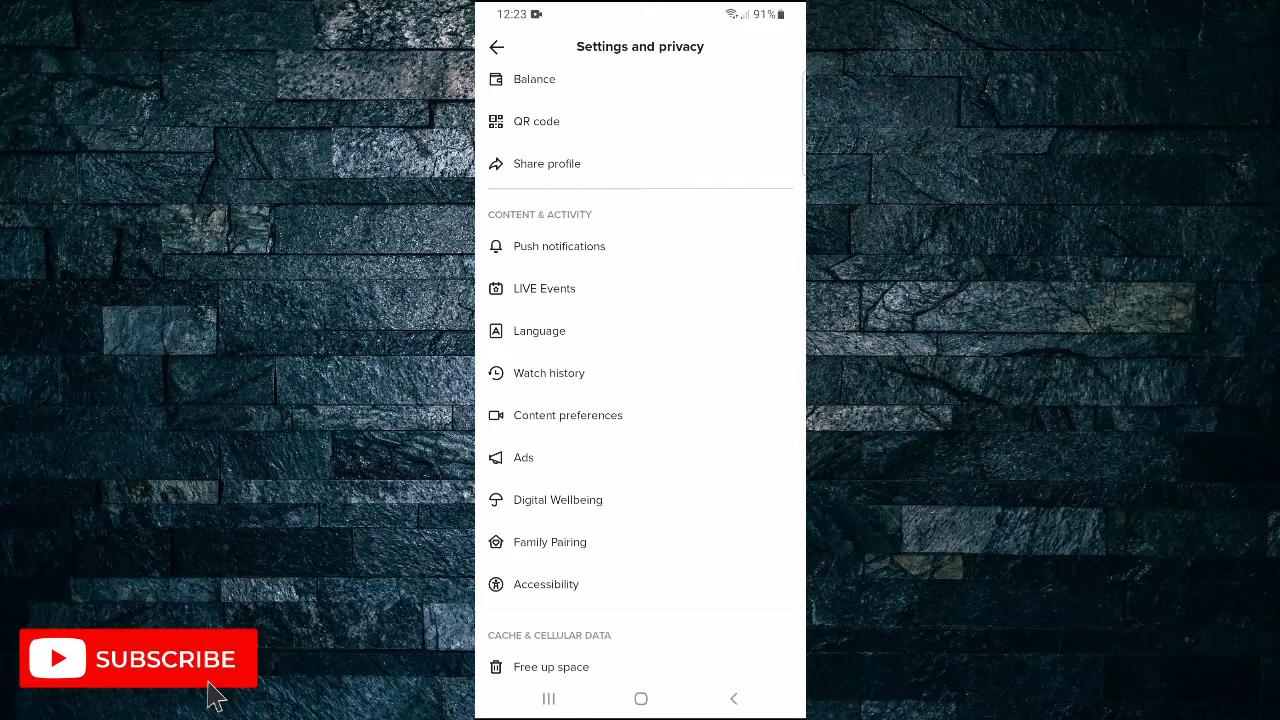 12:23
91%
Settings and privacy
Balance
QR code
Share profile
CONTENT & ACTIVITY
Push notifications
LIVE Events
Language
Watch history
Content preferences
Ads
Digital Wellbeing
Family Pairing
Accessibility
CACHE & CELLULAR DATA
Free up space
SUBSCRIBE